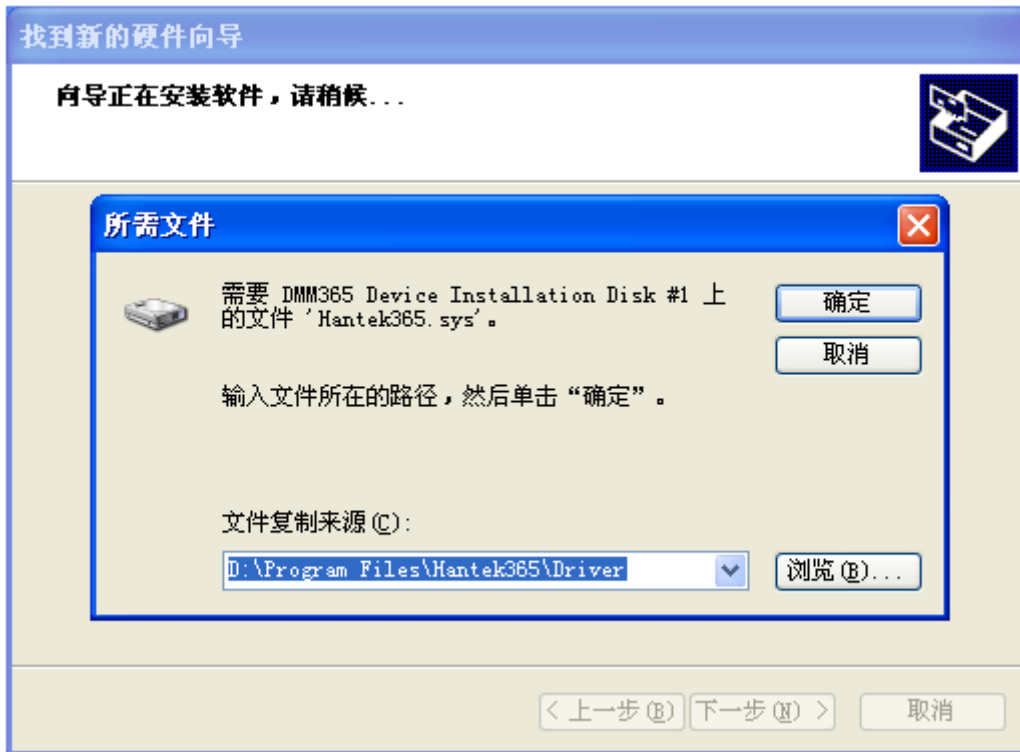 找到新的硬件向导
向导正在安装软件，请稍候...
所需文件
需要 DMM365 Device Installation Disk #1 上
的文件 'Hantek365.sys'。
确定
取消
输入文件所在的路径，然后单击“确定”。
文件复制来源(C):
D:\Program Files\Hantek365\Driver
浏览(B)...
< 上一步(B)
下一步(N) >
取消